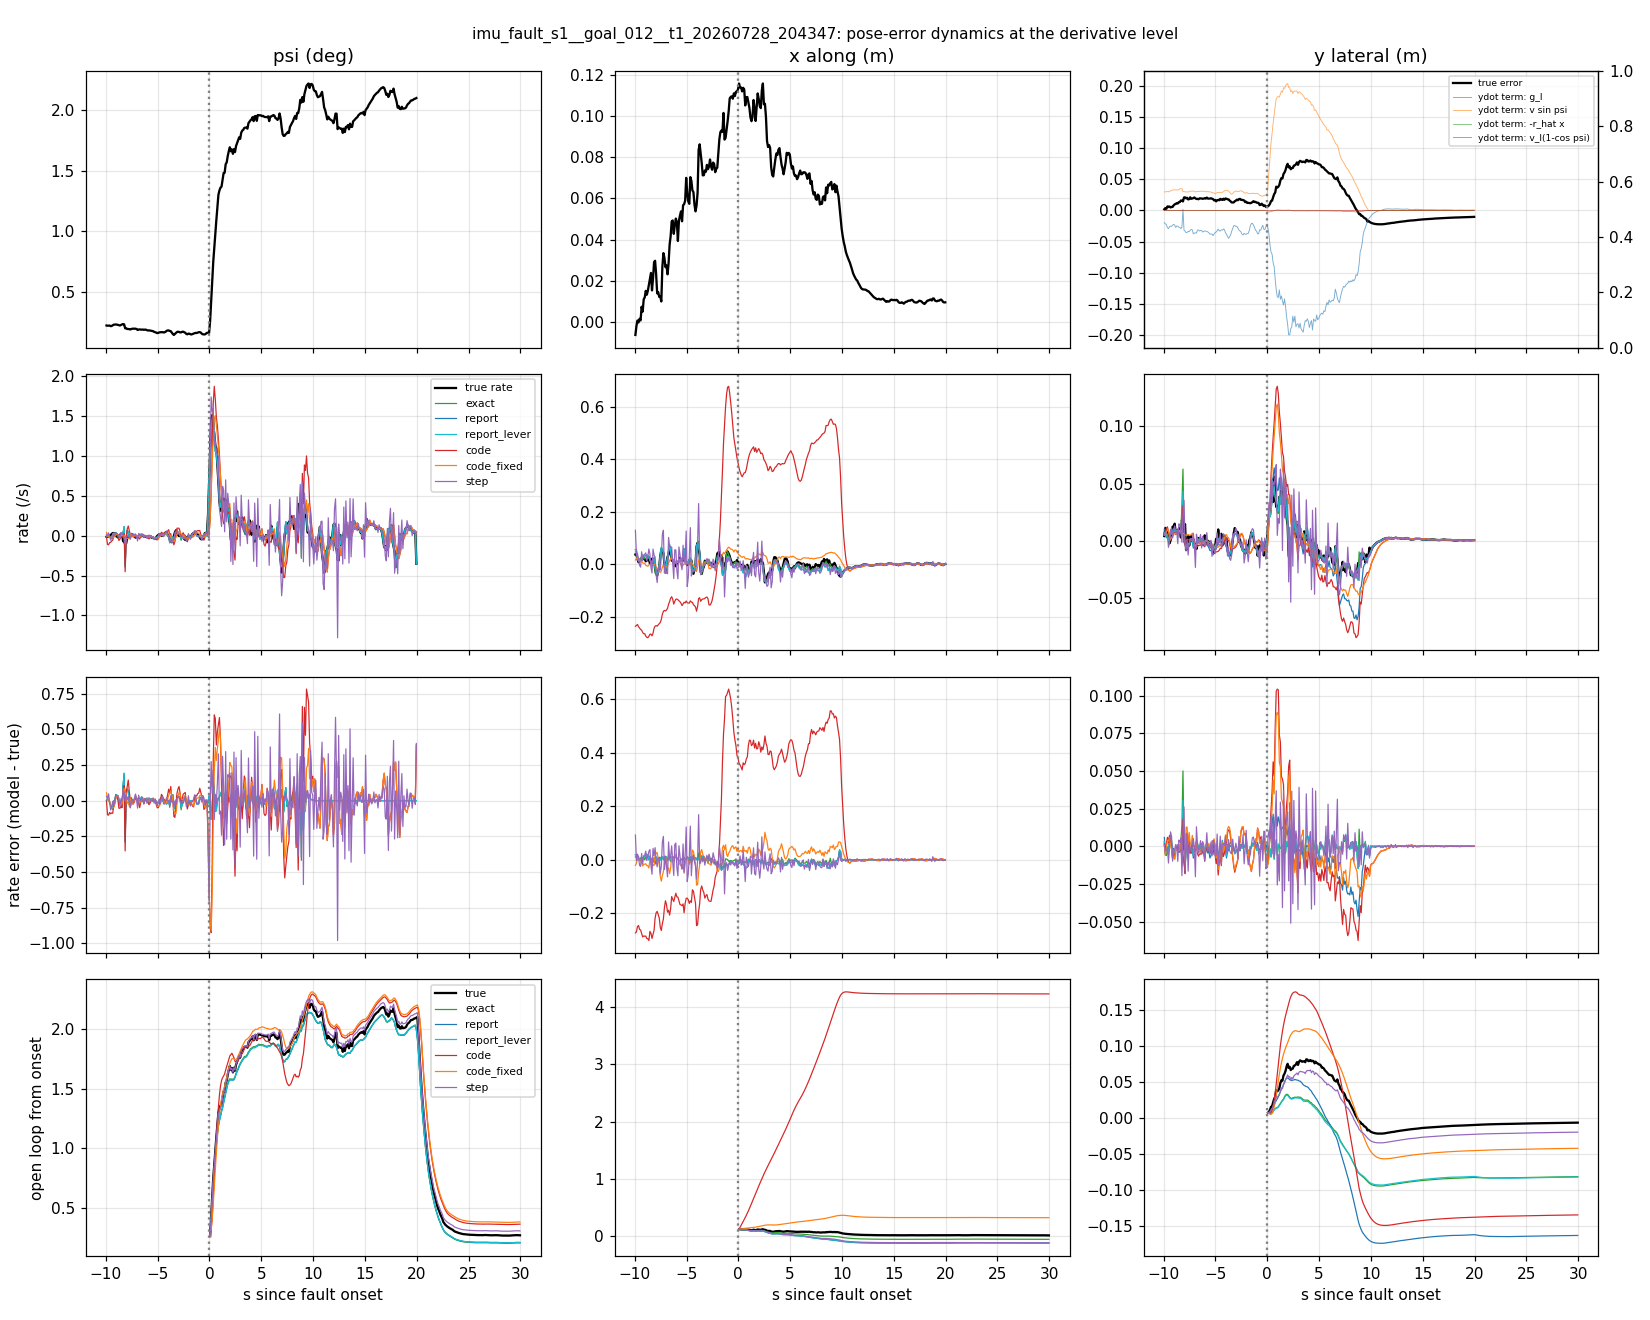 imu_fault_s1__goal_012__t1_20260728_204347: pose-error dynamics at the derivative level
psi (deg)
x along (m)
y lateral (m)
2.0
1.5
1.0
0.5
0.12
0.10
0.08
0.06
0.04
0.02
0.00
0.20
0.15
0.10
0.05
0.00
−0.05
−0.10
−0.15
−0.20
true error
ydot term: g_l
ydot term: v sin psi
ydot term: -r_hat x
ydot term: v_l(1-cos psi)
1.0
0.8
0.6
0.4
0.2
0.0
rate (/s)
2.0
1.5
1.0
0.5
0.0
−0.5
−1.0
true rate
exact
report
report_lever
code
code_fixed
step
0.6
0.4
0.2
0.0
−0.2
0.10
0.05
0.00
−0.05
rate error (model - true)
0.75
0.50
0.25
0.00
−0.25
−0.50
−0.75
−1.00
0.6
0.4
0.2
0.0
−0.2
0.100
0.075
0.050
0.025
0.000
−0.025
−0.050
open loop from onset
2.0
1.5
1.0
0.5
true
exact
report
report_lever
code
code_fixed
step
−10 −5 0 5 10 15 20 25 30
s since fault onset
4
3
2
1
0
−10 −5 0 5 10 15 20 25 30
s since fault onset
0.15
0.10
0.05
0.00
−0.05
−0.10
−0.15
−10 −5 0 5 10 15 20 25 30
s since fault onset